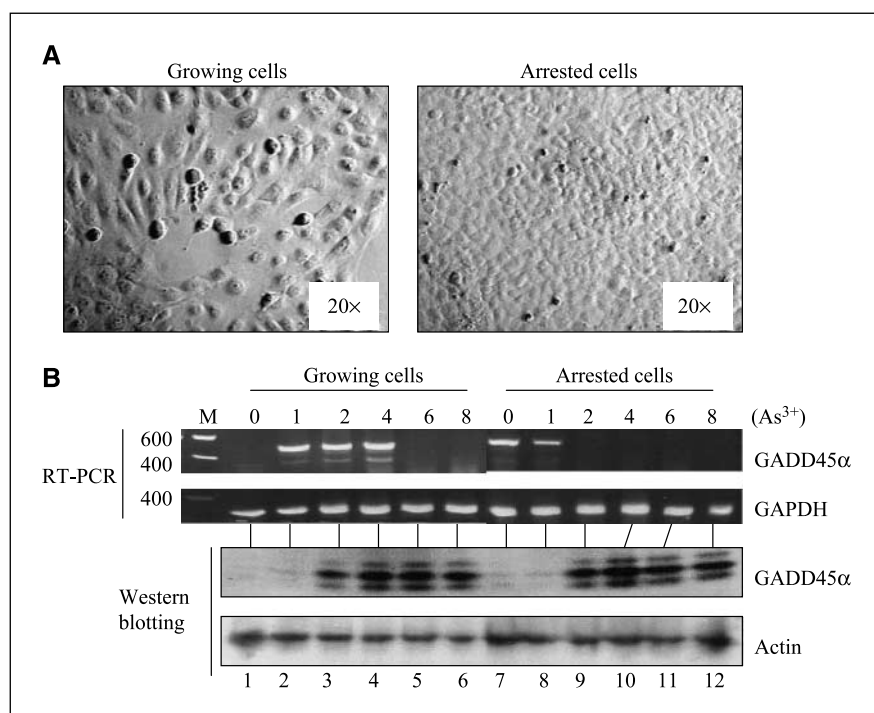 A
Growing cells Arrested cells
20× 20×
B
Growing cells Arrested cells
M 0 1 2 4 6 8 0 1 2 4 6 8 (As³⁺)
600
400
GADD45α
RT-PCR
400
GAPDH
GADD45α
Western
blotting
Actin
1 2 3 4 5 6 7 8 9 10 11 12